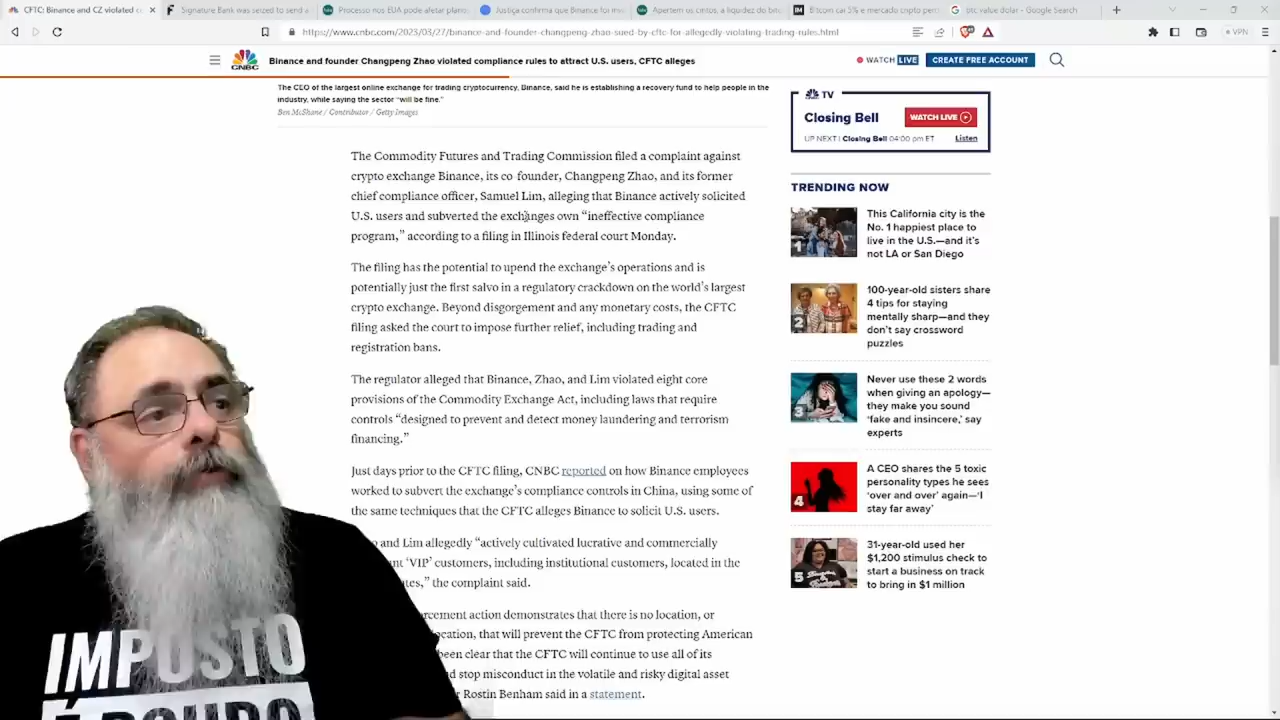 CFTC: Binance and CZ violated c
Signature Bank was seized to send a
Processo nos EUA pode afetar plano
Justiça confirma que Binance foi inv
Apertem os cintos, a liquidez do bitc
Bitcoin cai 5% e mercado crypto perd
btc value dolar - Google Search
https://www.cnbc.com/2023/03/27/binance-and-founder-changpeng-zhao-sued-by-cftc-for-allegedly-violating-trading-rules.html
VPN
CNBC
Binance and founder Changpeng Zhao violated compliance rules to attract U.S. users, CFTC alleges
WATCH LIVE
CREATE FREE ACCOUNT
The CEO of the largest online exchange for trading cryptocurrency, Binance, said he is establishing a recovery fund to help people in the
industry, while saying the sector “will be fine.”
Ben McShane / Contributor / Getty Images
The Commodity Futures and Trading Commission filed a complaint against
crypto exchange Binance, its co-founder, Changpeng Zhao, and its former
chief compliance officer, Samuel Lim, alleging that Binance actively solicited
U.S. users and subverted the exchanges own “ineffective compliance
program,” according to a filing in Illinois federal court Monday.
The filing has the potential to upend the exchange’s operations and is
potentially just the first salvo in a regulatory crackdown on the world’s largest
crypto exchange. Beyond disgorgement and any monetary costs, the CFTC
filing asked the court to impose further relief, including trading and
registration bans.
The regulator alleged that Binance, Zhao, and Lim violated eight core
provisions of the Commodity Exchange Act, including laws that require
controls “designed to prevent and detect money laundering and terrorism
financing.”
Just days prior to the CFTC filing, CNBC reported on how Binance employees
worked to subvert the exchange’s compliance controls in China, using some of
the same techniques that the CFTC alleges Binance to solicit U.S. users.
and Lim allegedly “actively cultivated lucrative and commercially
‘VIP’ customers, including institutional customers, located in the
the complaint said.
action demonstrates that there is no location, or
that will prevent the CFTC from protecting American
been clear that the CFTC will continue to use all of its
stop misconduct in the volatile and risky digital asset
Rostin Benham said in a statement.
TV
Closing Bell
WATCH LIVE
UP NEXT | Closing Bell 04:00 pm ET
Listen
TRENDING NOW
1
This California city is the
No. 1 happiest place to
live in the U.S.—and it’s
not LA or San Diego
2
100-year-old sisters share
4 tips for staying
mentally sharp—and they
don’t say crossword
puzzles
3
Never use these 2 words
when giving an apology—
they make you sound
‘fake and insincere,’ say
experts
4
A CEO shares the 5 toxic
personality types he sees
‘over and over’ again—‘I
stay far away’
5
31-year-old used her
$1,200 stimulus check to
start a business on track
to bring in $1 million
IMPOSTO
É ROUBO